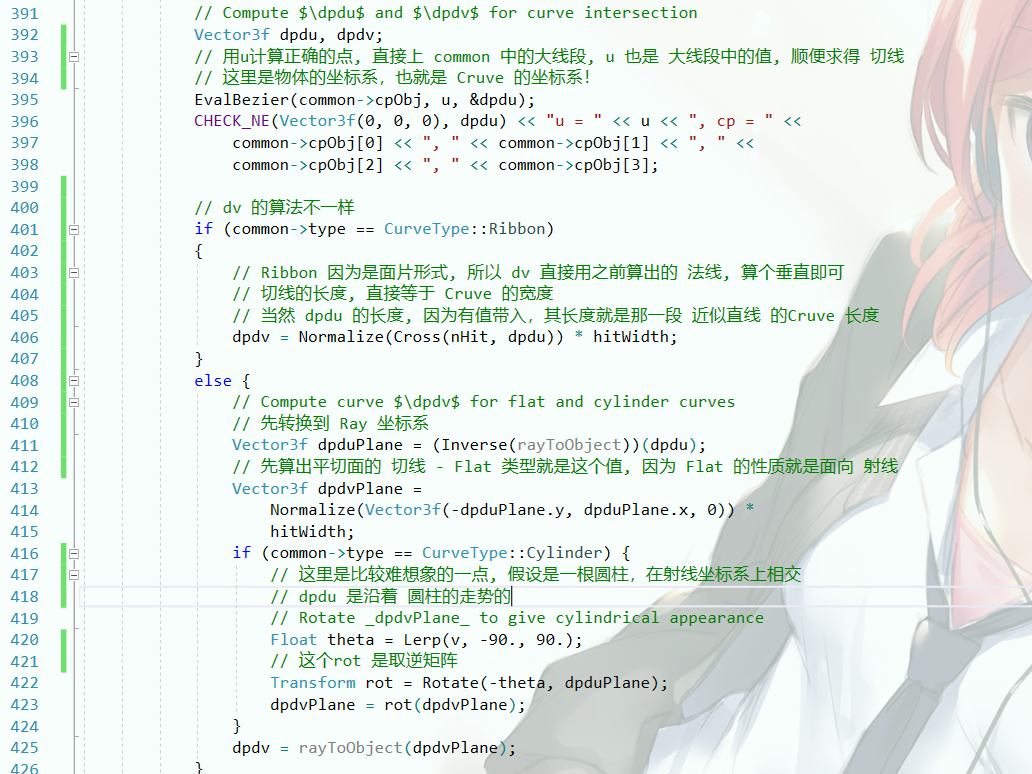 391 // Compute $\dpdu$ and $\dpdv$ for curve intersection
392 Vector3f dpdu, dpdv;
393 // 用u计算正确的点, 直接上 common 中的大线段, u 也是 大线段中的值, 顺便求得 切线
394 // 这里是物体的坐标系, 也就是 Cruve 的坐标系!
395 EvalBezier(common->cpObj, u, &dpdu);
396 CHECK_NE(Vector3f(0, 0, 0), dpdu) << "u = " << u << ", cp = " <<
397 common->cpObj[0] << ", " << common->cpObj[1] << ", " <<
398 common->cpObj[2] << ", " << common->cpObj[3];
399
400 // dv 的算法不一样
401 if (common->type == CurveType::Ribbon)
402 {
403 // Ribbon 因为是面片形式, 所以 dv 直接用之前算出的 法线, 算个垂直即可
404 // 切线的长度, 直接等于 Cruve 的宽度
405 // 当然 dpdu 的长度, 因为有值带入, 其长度就是那一段 近似直线 的Cruve 长度
406 dpdv = Normalize(Cross(nHit, dpdu)) * hitWidth;
407 }
408 else {
409 // Compute curve $\dpdv$ for flat and cylinder curves
410 // 先转换到 Ray 坐标系
411 Vector3f dpduPlane = (Inverse(rayToObject))(dpdu);
412 // 先算出平切面的 切线 - Flat 类型就是这个值, 因为 Flat 的性质就是面向 射线
413 Vector3f dpdvPlane =
414 Normalize(Vector3f(-dpduPlane.y, dpduPlane.x, 0)) *
415 hitWidth;
416 if (common->type == CurveType::Cylinder) {
417 // 这里是比较难想象的一点, 假设是一根圆柱, 在射线坐标系上相交
418 // dpdu 是沿着 圆柱的走势的
419 // Rotate _dpdvPlane_ to give cylindrical appearance
420 Float theta = Lerp(v, -90., 90.);
421 // 这个rot 是取逆矩阵
422 Transform rot = Rotate(-theta, dpduPlane);
423 dpdvPlane = rot(dpdvPlane);
424 }
425 dpdv = rayToObject(dpdvPlane);
426 }